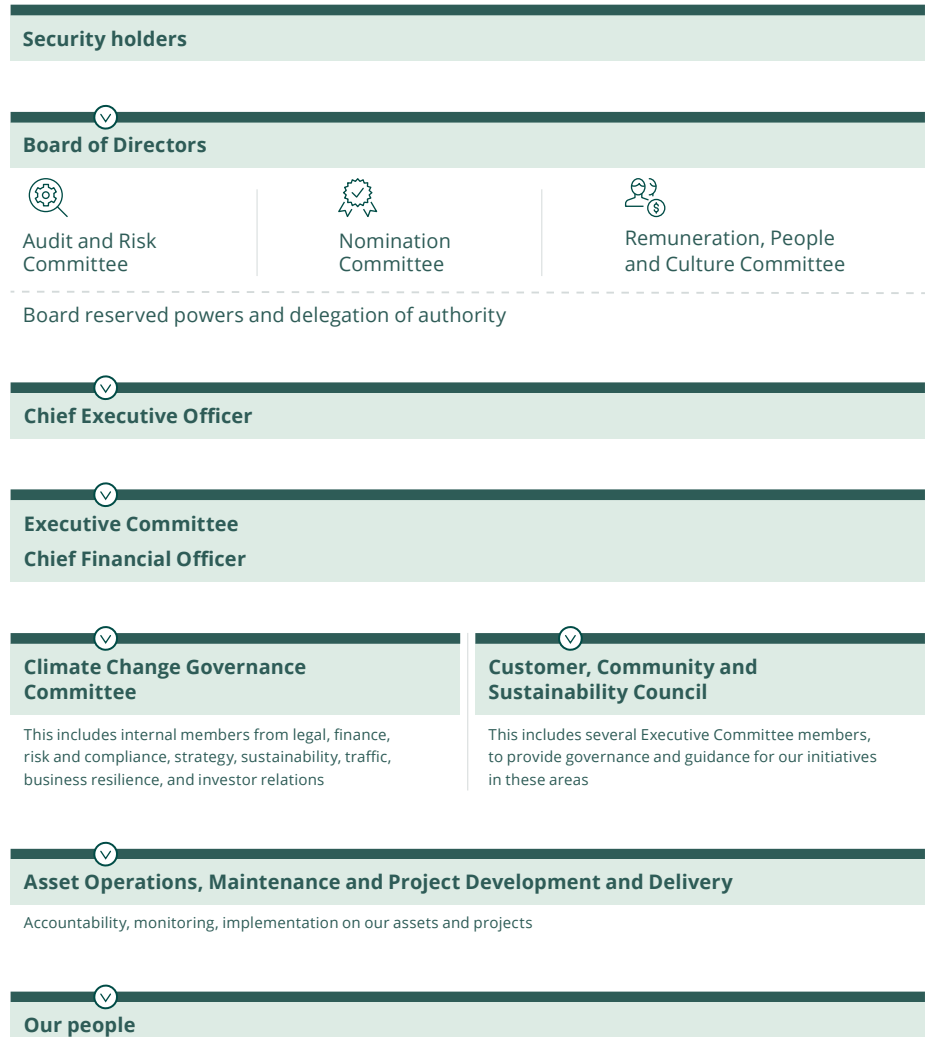 Security holders
Board of Directors
Audit and Risk
Committee
Nomination
Committee
Remuneration, People
and Culture Committee
Board reserved powers and delegation of authority
Chief Executive Officer
Executive Committee
Chief Financial Officer
Climate Change Governance
Committee
This includes internal members from legal, finance,
risk and compliance, strategy, sustainability, traffic,
business resilience, and investor relations
Customer, Community and
Sustainability Council
This includes several Executive Committee members,
to provide governance and guidance for our initiatives
in these areas
Asset Operations, Maintenance and Project Development and Delivery
Accountability, monitoring, implementation on our assets and projects
Our people